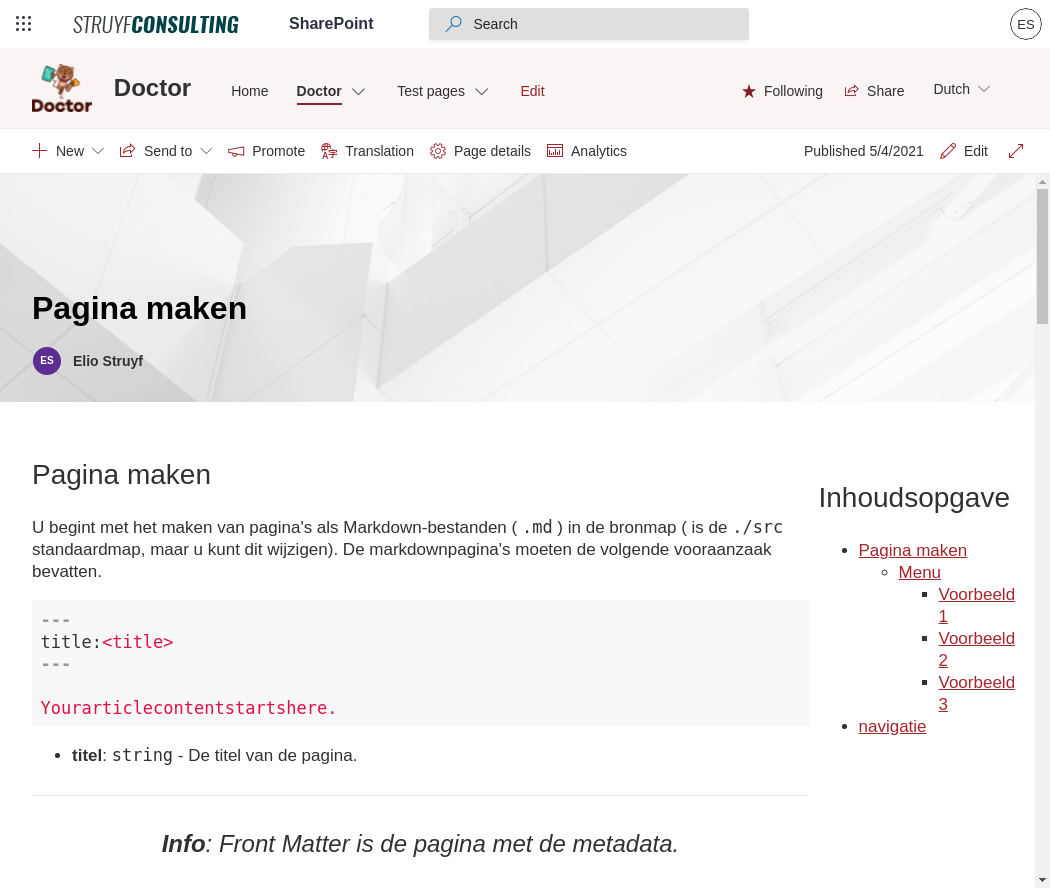 STRUYFCONSULTING SharePoint Search ES
Doctor Doctor Home Doctor Test pages Edit Following Share Dutch
New Send to Promote Translation Page details Analytics Published 5/4/2021 Edit
Pagina maken
ES Elio Struyf
Pagina maken
U begint met het maken van pagina's als Markdown-bestanden ( .md ) in de bronmap ( is de ./src
standaardmap, maar u kunt dit wijzigen). De markdownpagina's moeten de volgende vooraanzaak
bevatten.
---
title:<title>
---
Yourarticlecontentstartshere.
• titel: string - De titel van de pagina.
Info: Front Matter is de pagina met de metadata.
Inhoudsopgave
Pagina maken
Menu
Voorbeeld
1
Voorbeeld
2
Voorbeeld
3
navigatie